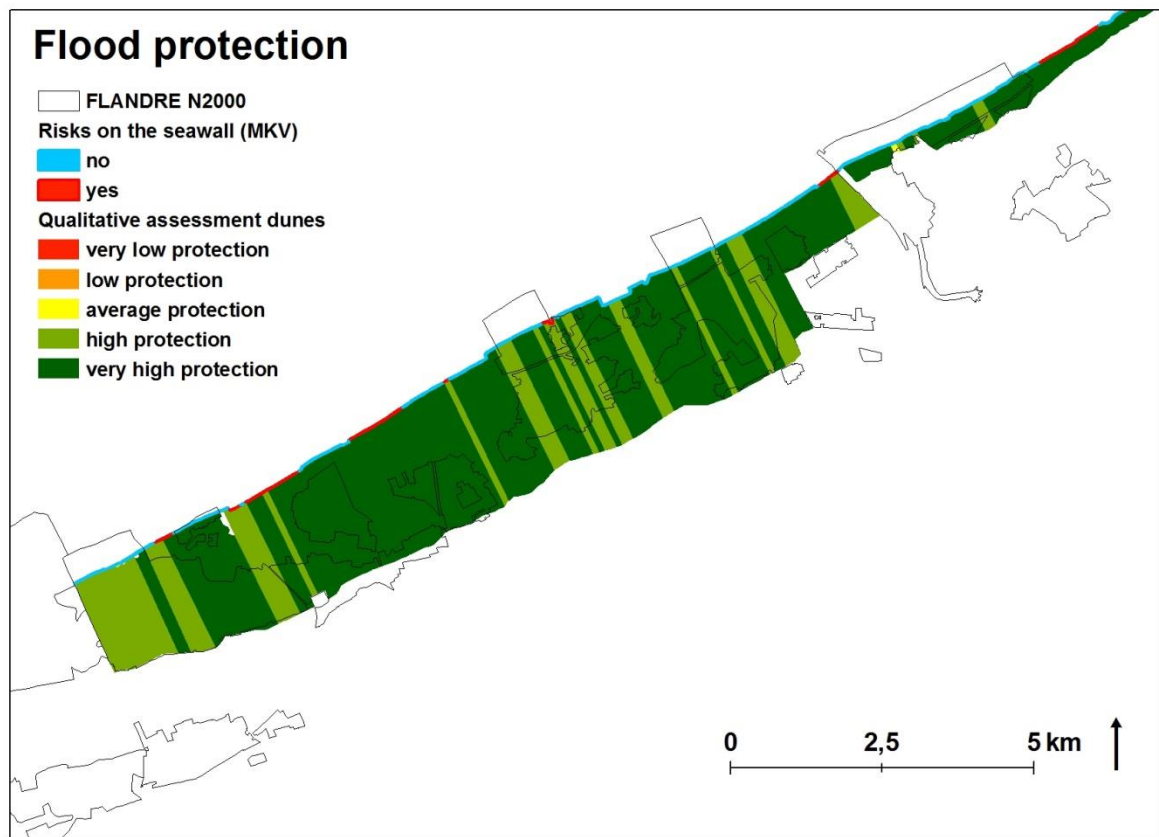 Flood protection
FLANDRE N2000
Risks on the seawall (MKV)
no
yes
Qualitative assessment dunes
very low protection
low protection
average protection
high protection
very high protection
0 2,5 5 km